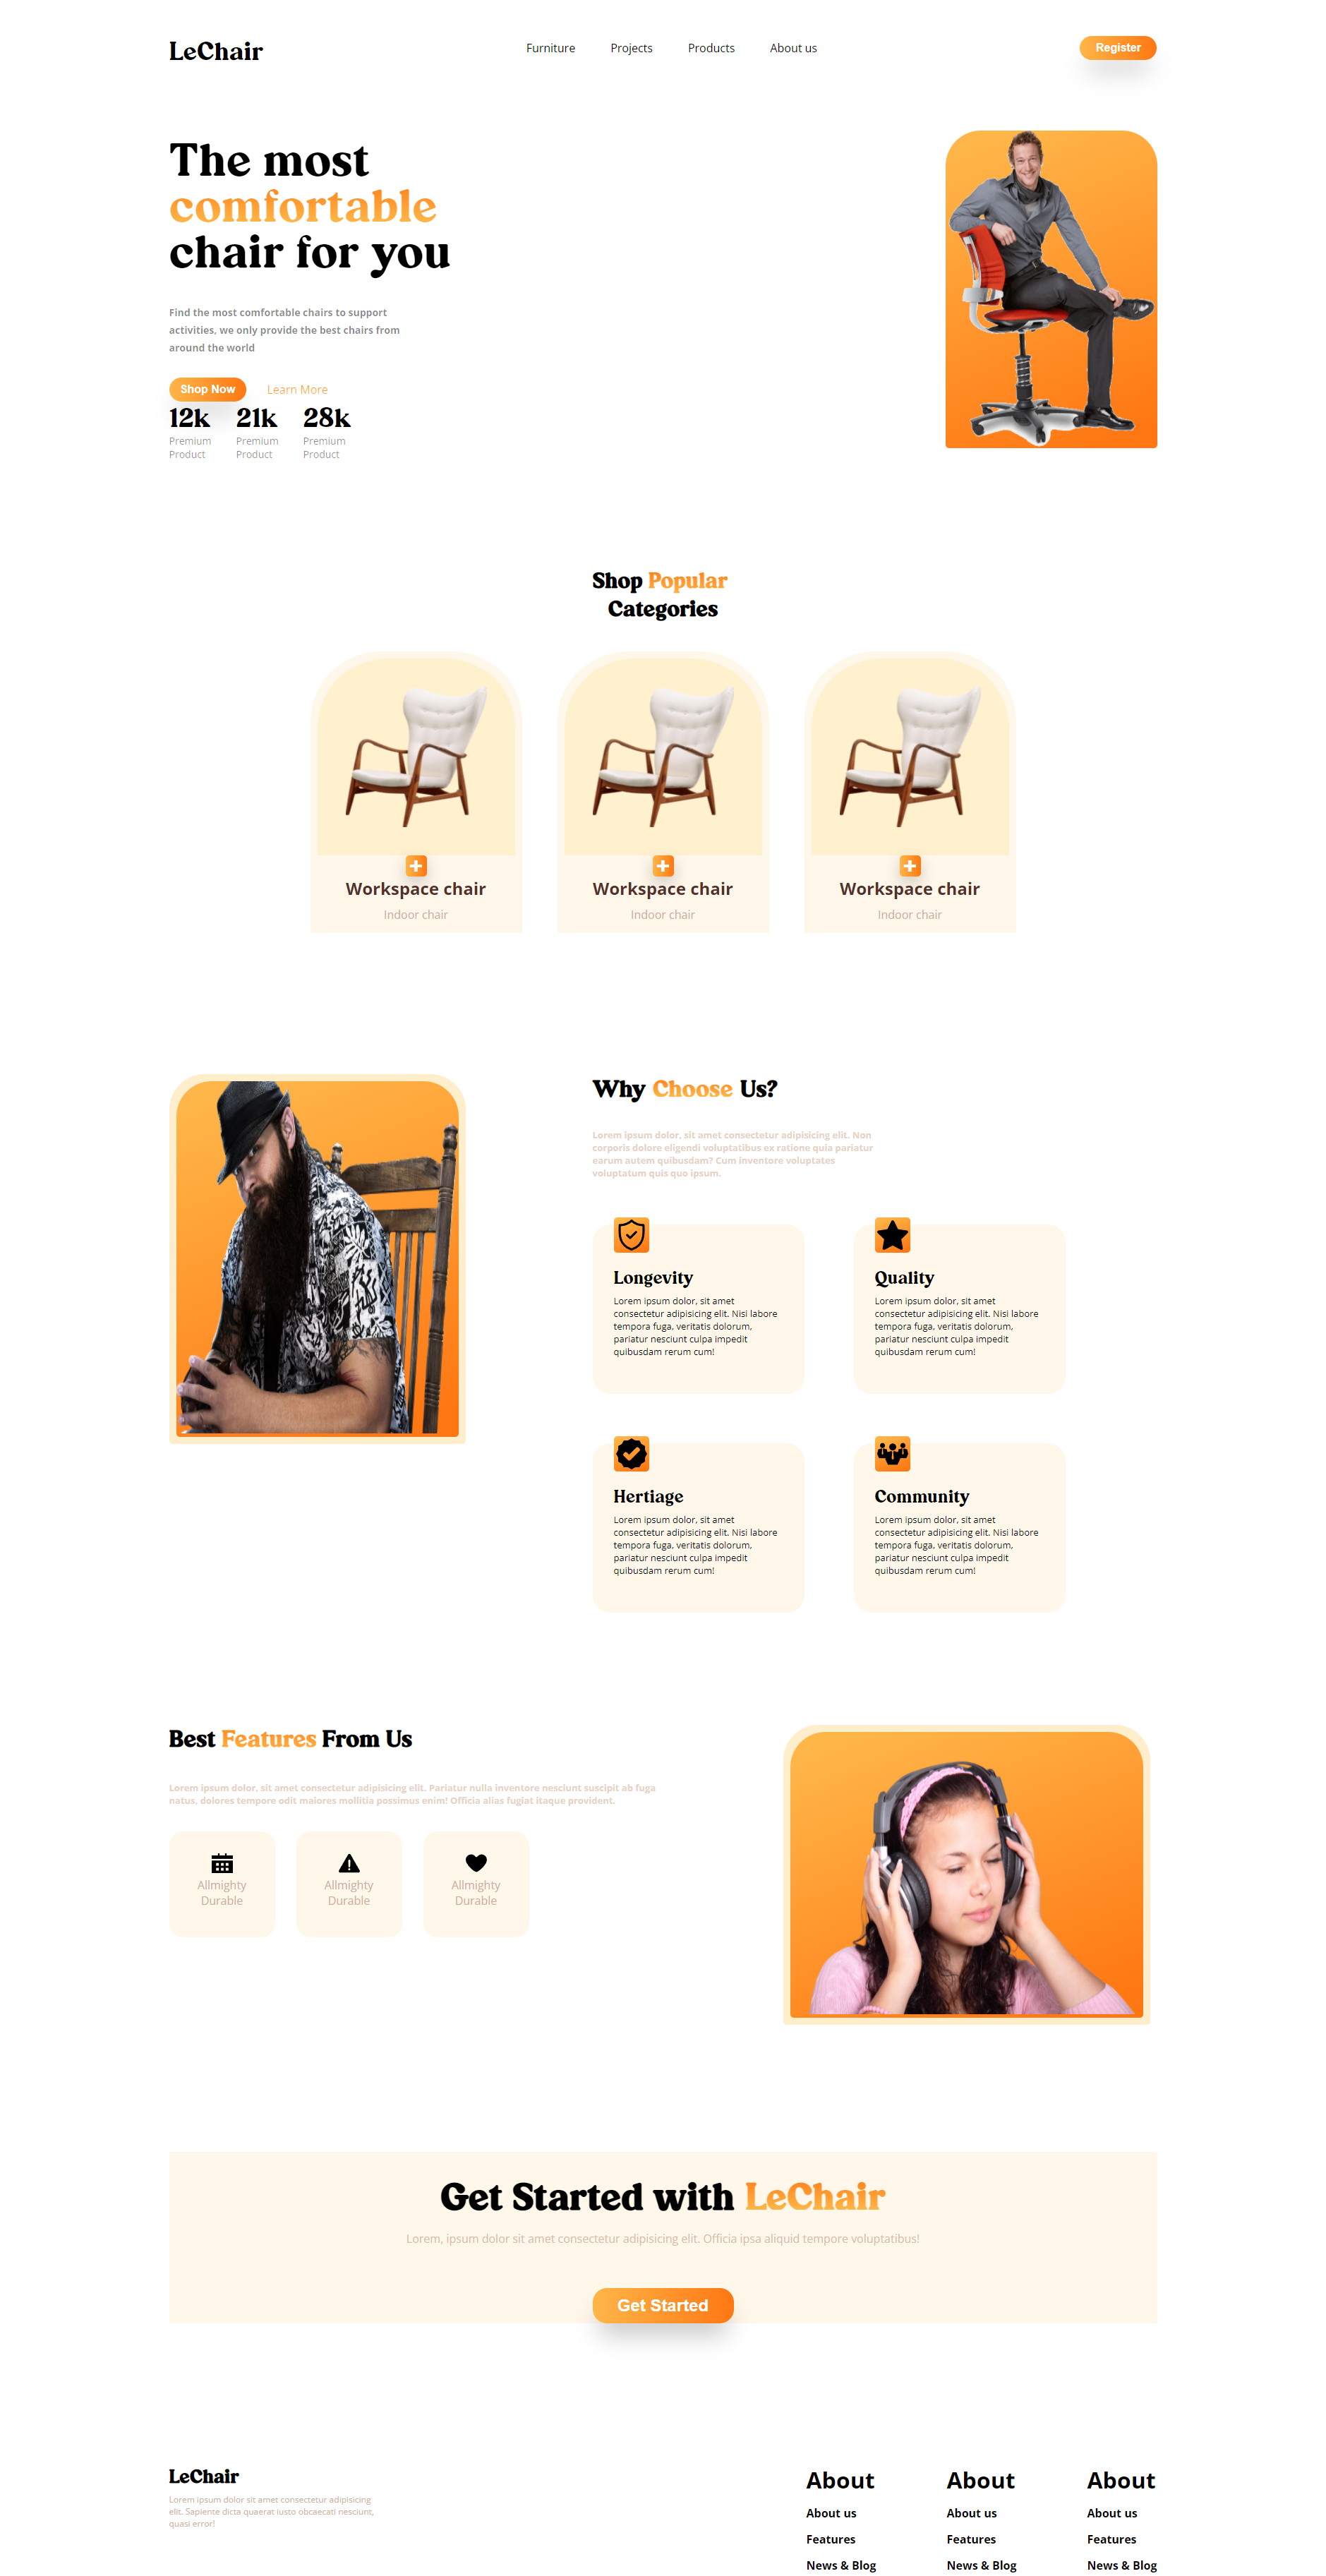 LeChair
Furniture Projects Products About us
Register
The most
comfortable
chair for you
Find the most comfortable chairs to support
activities, we only provide the best chairs from
around the world
Shop Now Learn More
12k 21k 28k
Premium Premium Premium
Product Product Product
Shop Popular
Categories
Workspace chair Workspace chair Workspace chair
Indoor chair Indoor chair Indoor chair
Why Choose Us?
Lorem ipsum dolor, sit amet consectetur adipisicing elit. Non
corporis dolore eligendi voluptatibus ex ratione quia pariatur
earum autem quibusdam? Cum inventore voluptates
voluptatum quis quo ipsum.
Longevity
Lorem ipsum dolor, sit amet
consectetur adipisicing elit. Nisi labore
tempora fuga, veritatis dolorum,
pariatur nesciunt culpa impedit
quibusdam rerum cum!
Quality
Lorem ipsum dolor, sit amet
consectetur adipisicing elit. Nisi labore
tempora fuga, veritatis dolorum,
pariatur nesciunt culpa impedit
quibusdam rerum cum!
Hertiage
Lorem ipsum dolor, sit amet
consectetur adipisicing elit. Nisi labore
tempora fuga, veritatis dolorum,
pariatur nesciunt culpa impedit
quibusdam rerum cum!
Community
Lorem ipsum dolor, sit amet
consectetur adipisicing elit. Nisi labore
tempora fuga, veritatis dolorum,
pariatur nesciunt culpa impedit
quibusdam rerum cum!
Best Features From Us
Lorem ipsum dolor, sit amet consectetur adipisicing elit. Pariatur nulla inventore nesciunt suscipit ab fuga
natus, dolores tempore odit maiores mollitia possimus enim! Officia alias fugiat itaque provident.
Allmighty Allmighty Allmighty
Durable Durable Durable
Get Started with LeChair
Lorem, ipsum dolor sit amet consectetur adipisicing elit. Officia ipsa aliquid tempore voluptatibus!
Get Started
LeChair
Lorem ipsum dolor sit amet consectetur adipisicing
elit. Sapiente dicta quaerat iusto obcaecati nesciunt,
quasi error!
About About About
About us About us About us
Features Features Features
News & Blog News & Blog News & Blog